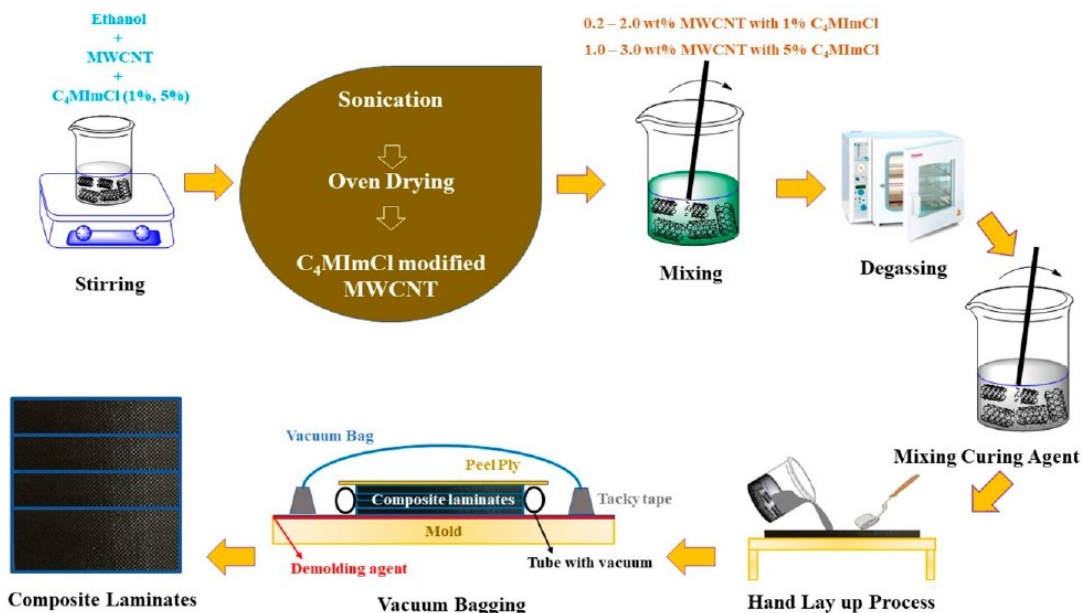 Ethanol
+
MWCNT
+
C₄MImCl (1%, 5%)
Stirring
Sonication
Oven Drying
C₄MImCl modified
MWCNT
0.2 – 2.0 wt% MWCNT with 1% C₄MImCl
1.0 – 3.0 wt% MWCNT with 5% C₄MImCl
Mixing
Degassing
Mixing Curing Agent
Hand Lay up Process
Vacuum Bag
Peel Ply
Composite laminates
Tacky tape
Mold
Demolding agent
Tube with vacuum
Vacuum Bagging
Composite Laminates